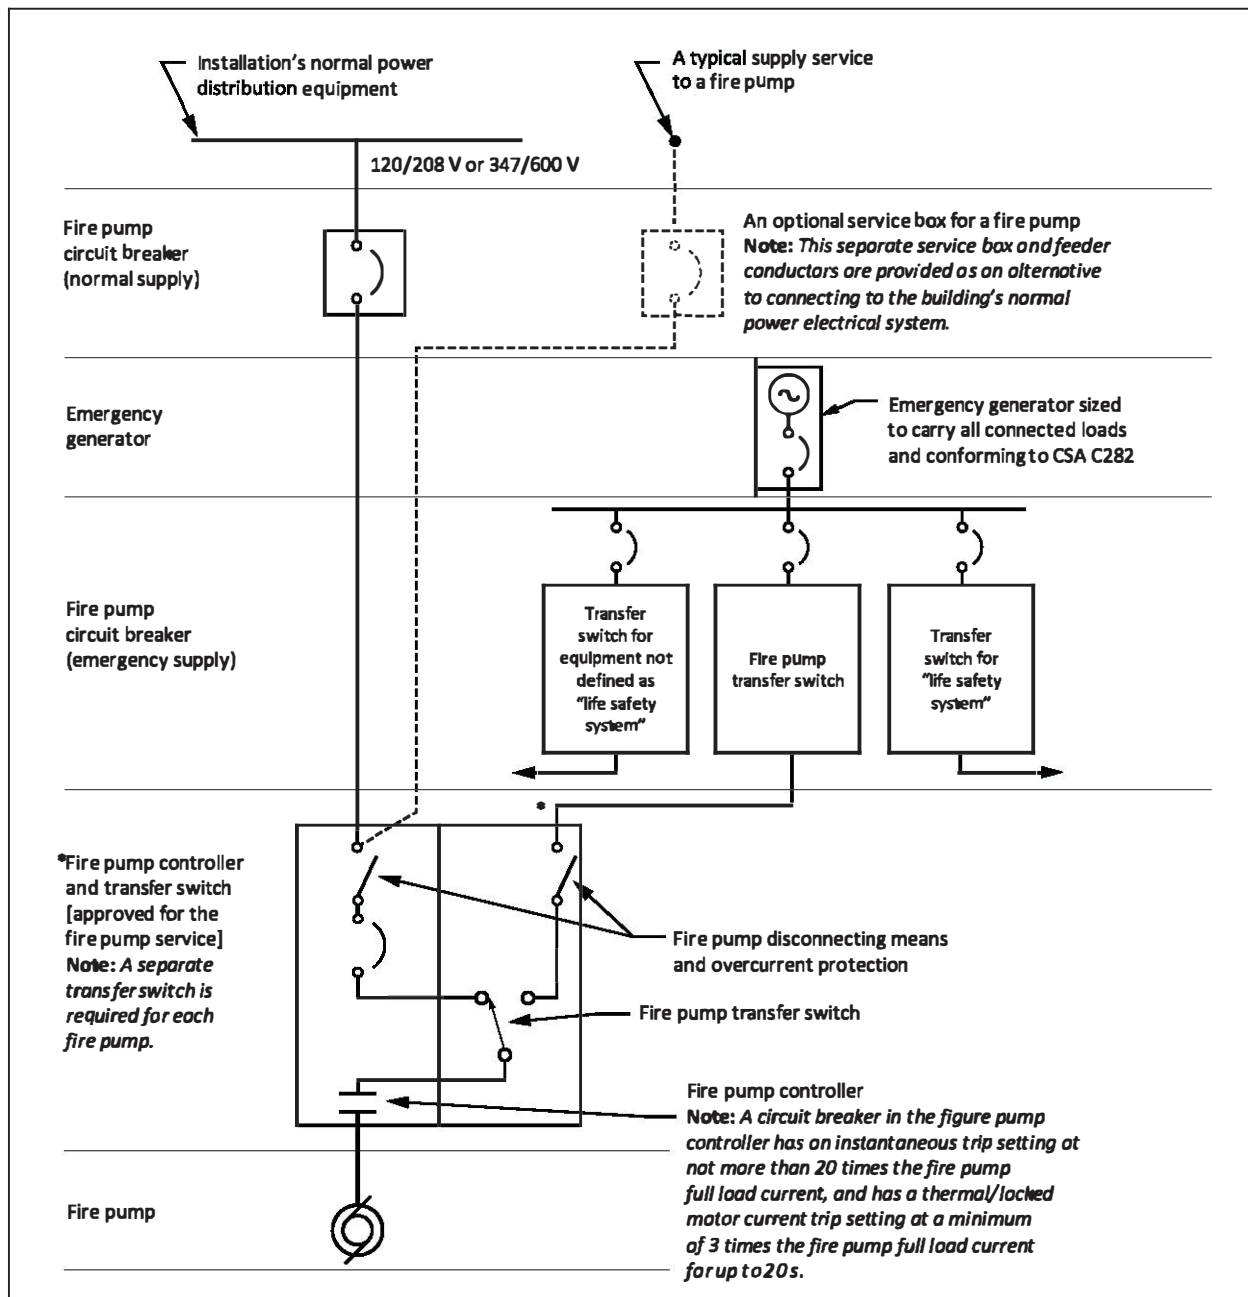 Installation's normal power
distribution equipment
A typical supply service
to a fire pump
120/208 V or 347/600 V
Fire pump
circuit breaker
(normal supply)
An optional service box for a fire pump
Note: This separate service box and feeder
conductors are provided as an alternative
to connecting to the building's normal
power electrical system.
Emergency
generator
Emergency generator sized
to carry all connected loads
and conforming to CSA C282
Fire pump
circuit breaker
(emergency supply)
Transfer
switch for
equipment not
defined as
"life safety
system"
Fire pump
transfer switch
Transfer
switch for
"life safety
system"
*
*Fire pump controller
and transfer switch
[approved for the
fire pump service]
Note: A separate
transfer switch is
required for each
fire pump.
Fire pump disconnecting means
and overcurrent protection
Fire pump transfer switch
Fire pump controller
Note: A circuit breaker in the figure pump
controller has an instantaneous trip setting at
not more than 20 times the fire pump
full load current, and has a thermal/locked
motor current trip setting at a minimum
of 3 times the fire pump full load current
for up to 20 s.
Fire pump